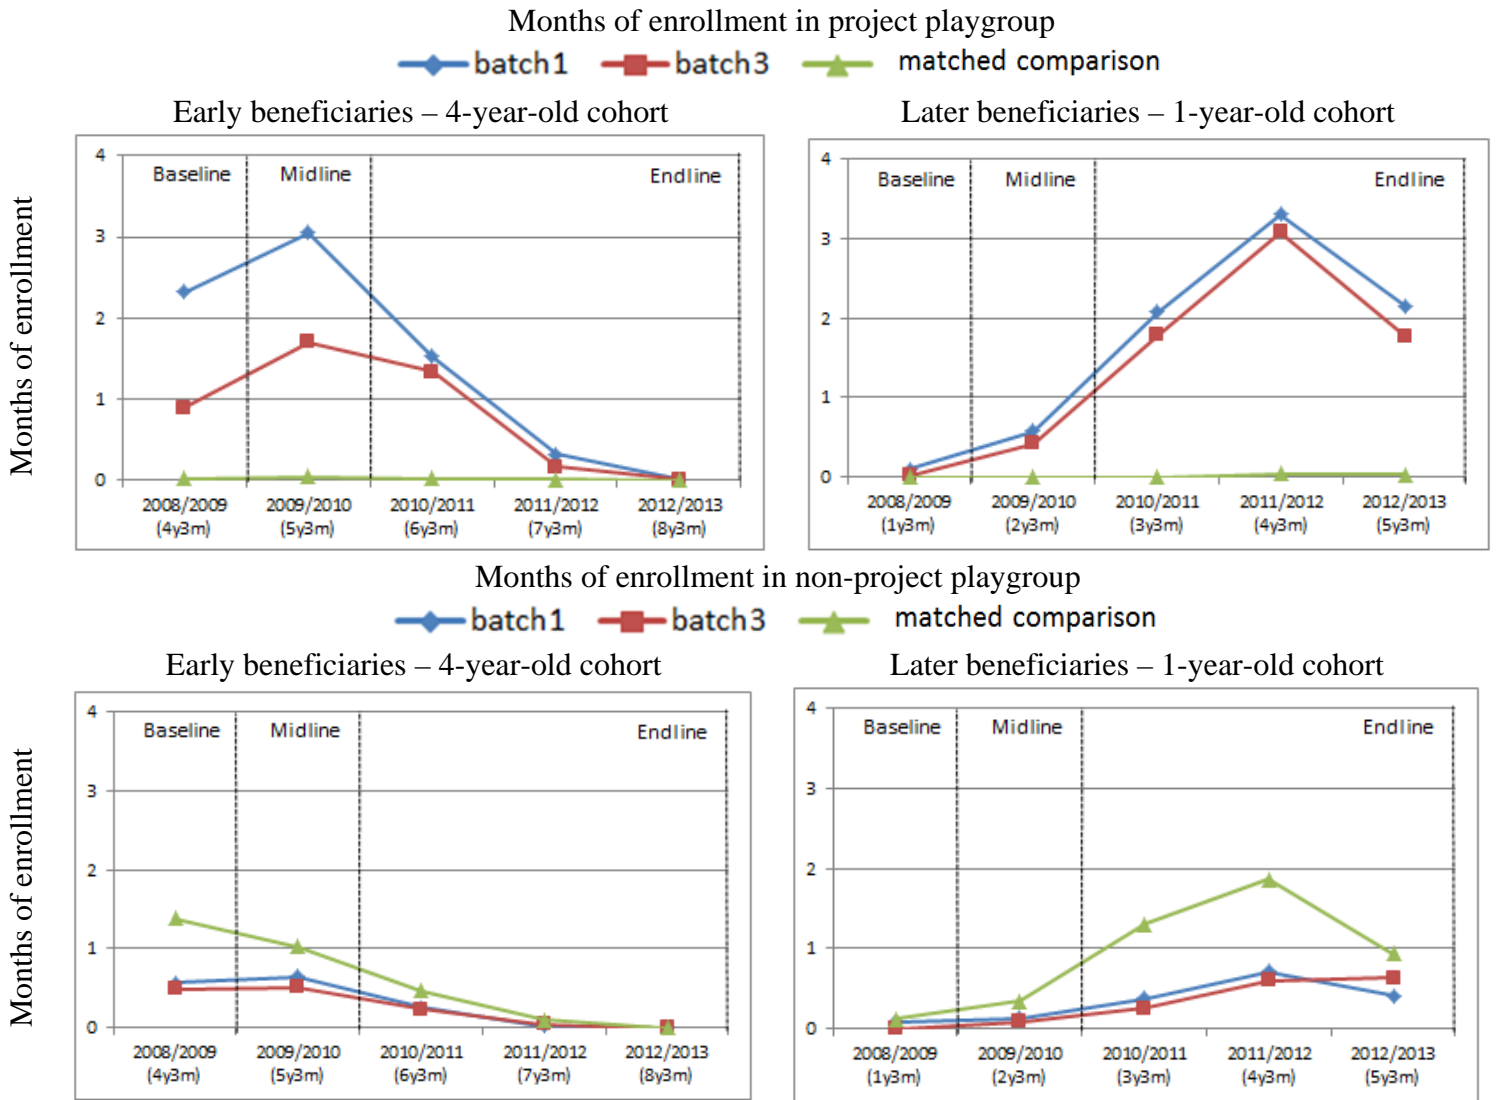 Months of enrollment in project playgroup
batch1 batch3 matched comparison
Early beneficiaries – 4-year-old cohort
Later beneficiaries – 1-year-old cohort
Months of enrollment
4
3
2
1
0
Baseline Midline Endline
2008/2009 2009/2010 2010/2011 2011/2012 2012/2013
(4y3m) (5y3m) (6y3m) (7y3m) (8y3m)
4
3
2
1
0
Baseline Midline Endline
2008/2009 2009/2010 2010/2011 2011/2012 2012/2013
(1y3m) (2y3m) (3y3m) (4y3m) (5y3m)
Months of enrollment in non-project playgroup
batch1 batch3 matched comparison
Early beneficiaries – 4-year-old cohort
Later beneficiaries – 1-year-old cohort
Months of enrollment
4
3
2
1
0
Baseline Midline Endline
2008/2009 2009/2010 2010/2011 2011/2012 2012/2013
(4y3m) (5y3m) (6y3m) (7y3m) (8y3m)
4
3
2
1
0
Baseline Midline Endline
2008/2009 2009/2010 2010/2011 2011/2012 2012/2013
(1y3m) (2y3m) (3y3m) (4y3m) (5y3m)